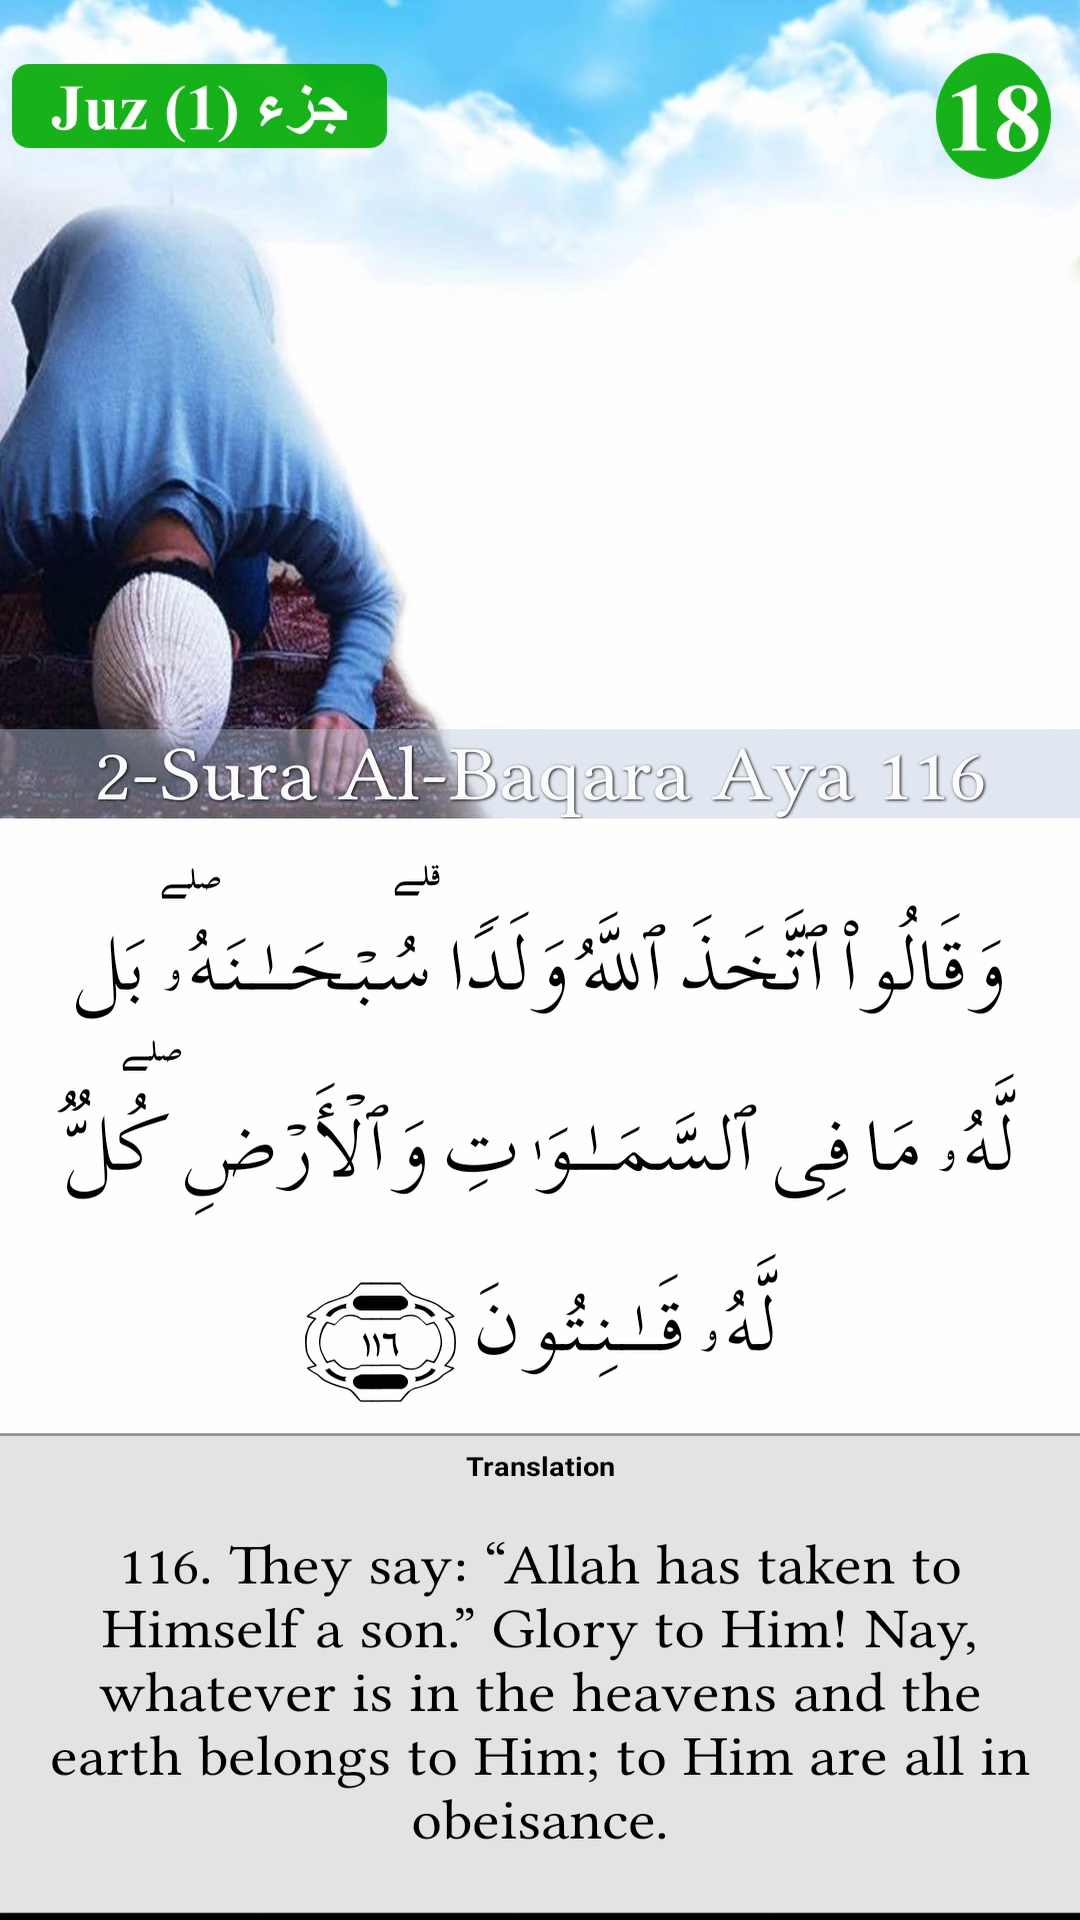 Juz (1) جزء
18
2-Sura Al-Baqara Aya 116
وَقَالُوا۟ ٱتَّخَذَ ٱللَّهُ وَلَدًا ۗ سُبْحَـٰنَهُۥ ۖ بَل
لَّهُۥ مَا فِى ٱلسَّمَـٰوَٰتِ وَٱلْأَرْضِ ۖ كُلٌّ
لَّهُۥ قَـٰنِتُونَ ١١٦
Translation
116. They say: “Allah has taken to
Himself a son.” Glory to Him! Nay,
whatever is in the heavens and the
earth belongs to Him; to Him are all in
obeisance.